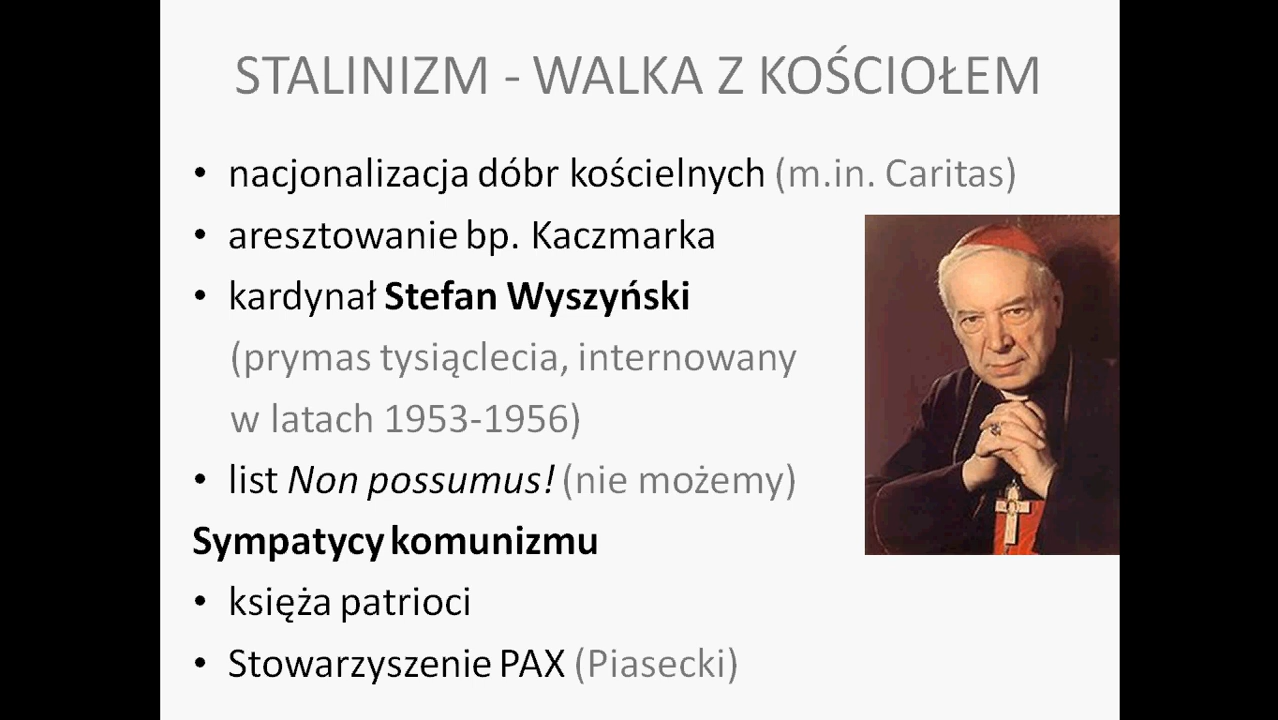 STALINIZM - WALKA Z KOŚCIOŁEM
• nacjonalizacja dóbr kościelnych (m.in. Caritas)
• aresztowanie bp. Kaczmarka
• kardynał Stefan Wyszyński
(prymas tysiąclecia, internowany
w latach 1953-1956)
• list Non possumus! (nie możemy)
Sympatycy komunizmu
• księża patrioci
• Stowarzyszenie PAX (Piasecki)